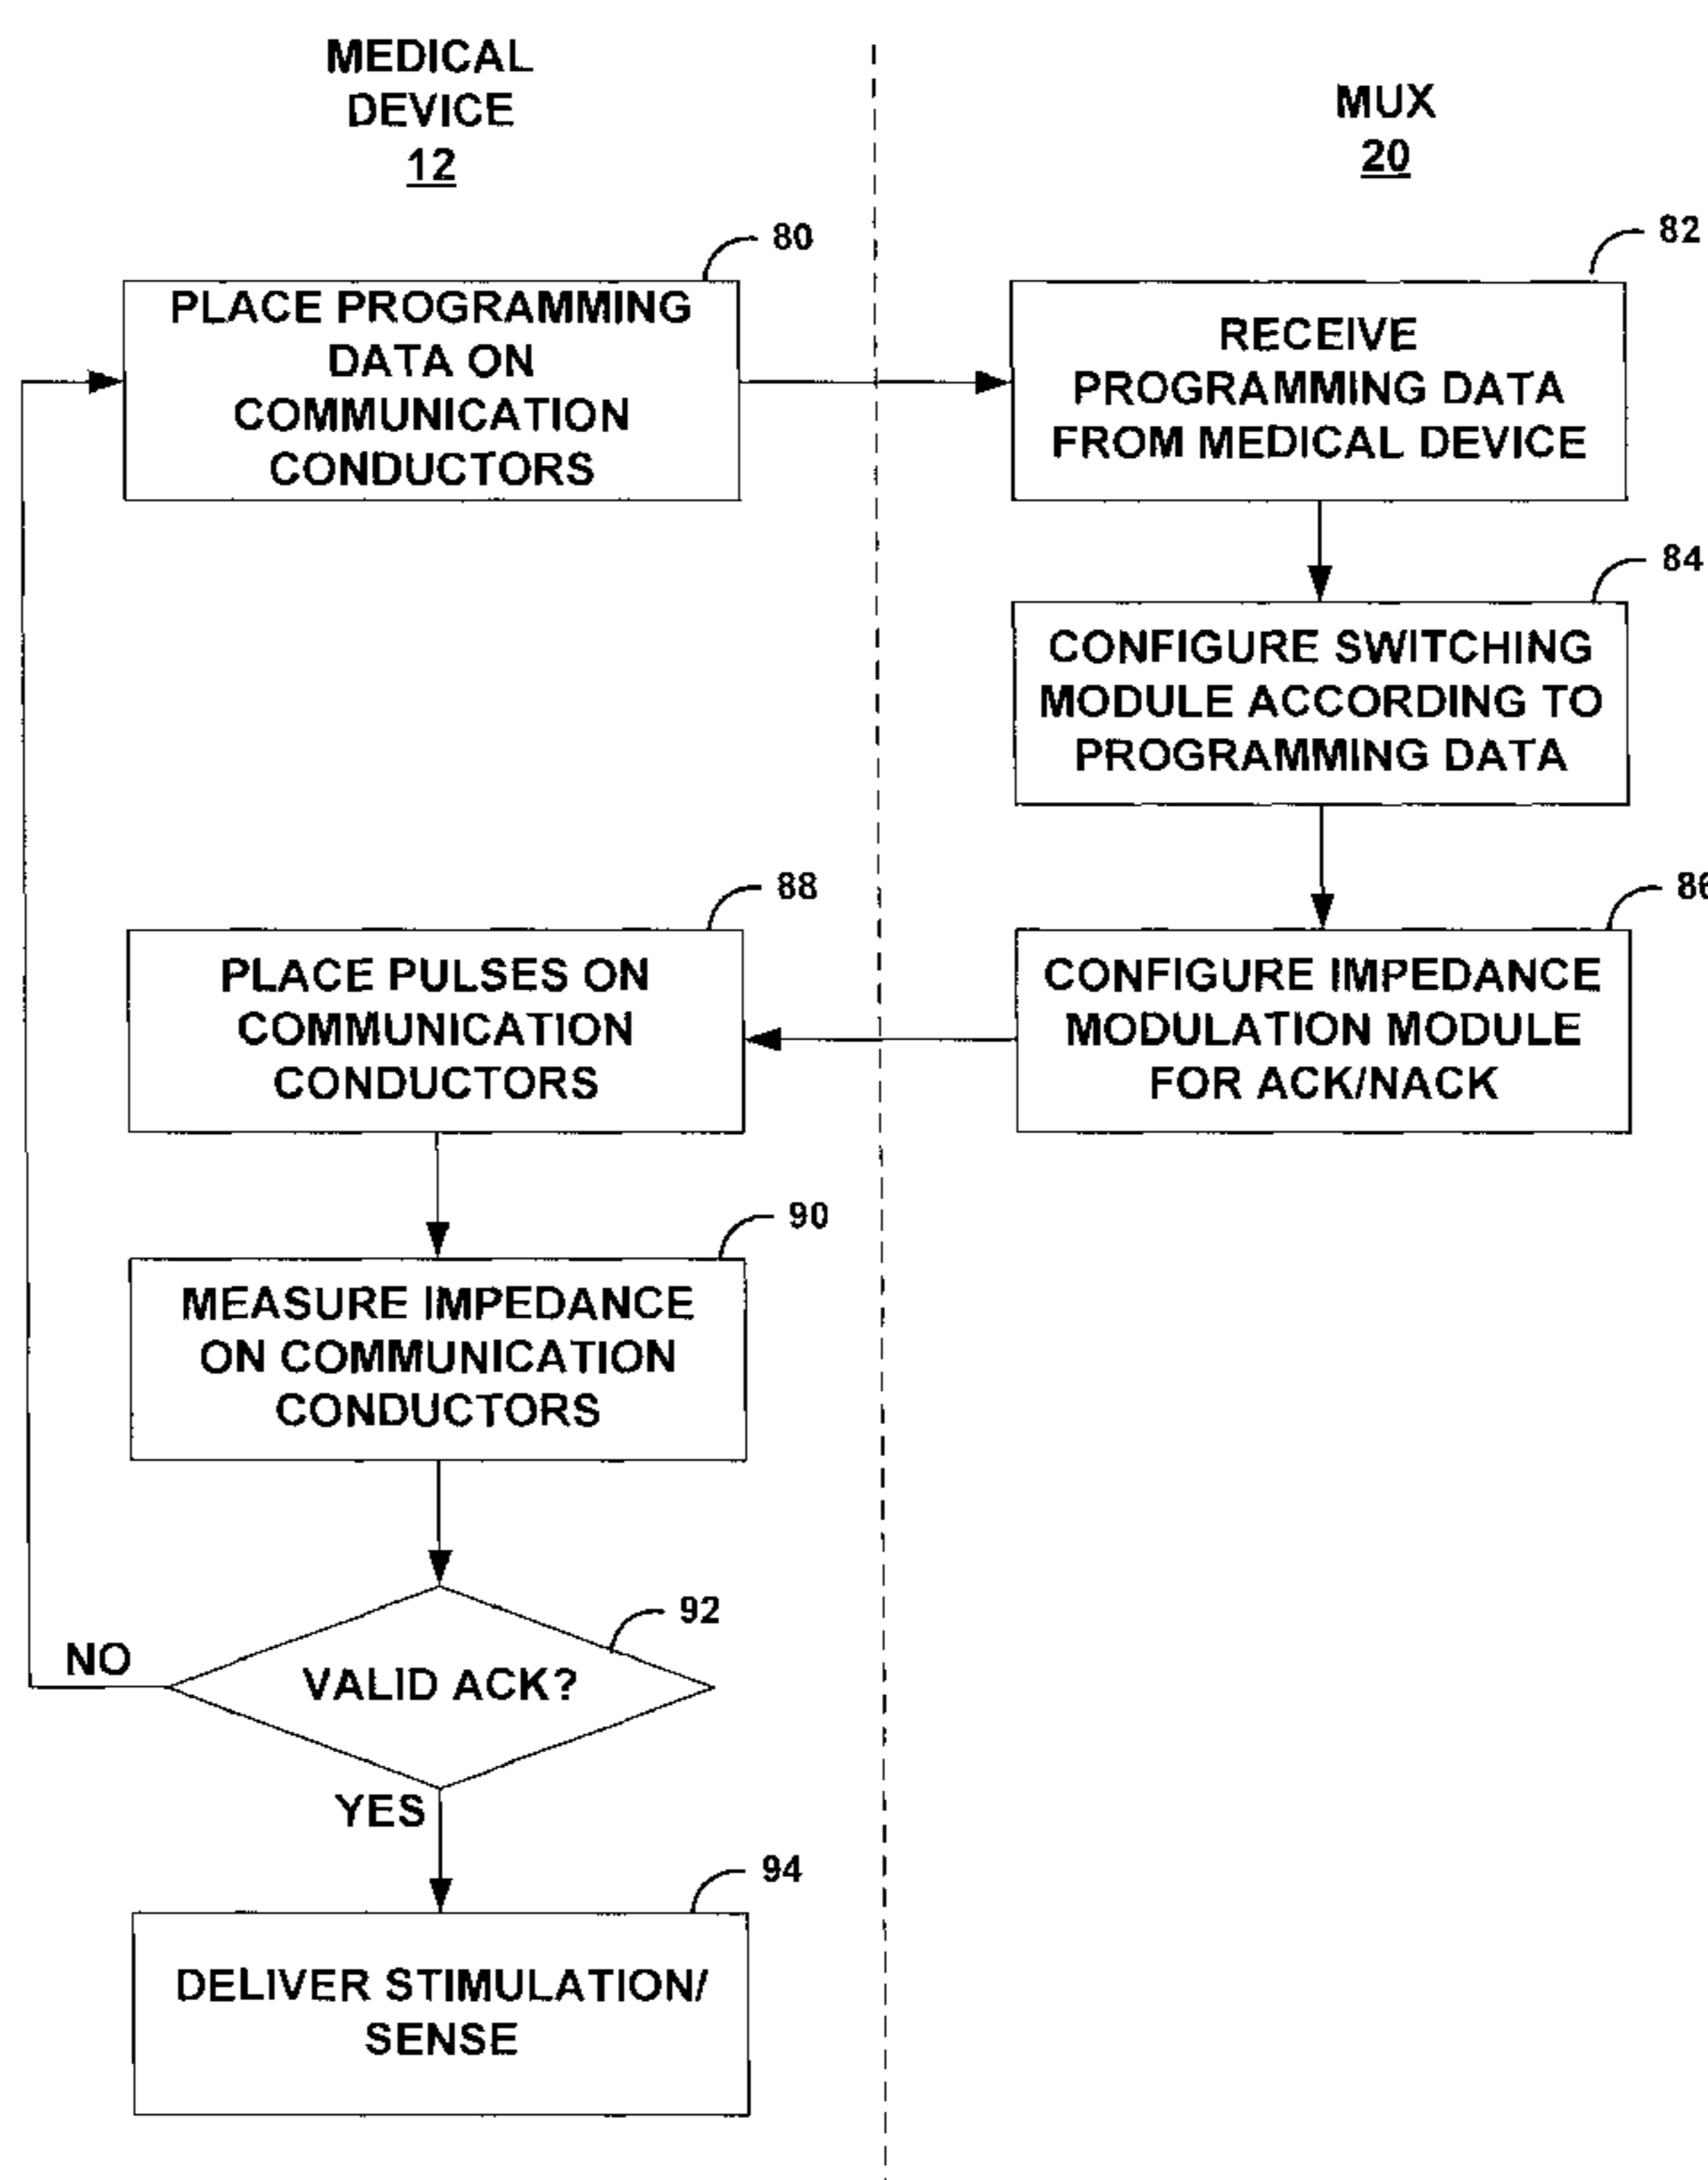 MEDICAL
DEVICE
12
MUX
20
80
PLACE PROGRAMMING
DATA ON
COMMUNICATION
CONDUCTORS
82
RECEIVE
PROGRAMMING DATA
FROM MEDICAL DEVICE
84
CONFIGURE SWITCHING
MODULE ACCORDING TO
PROGRAMMING DATA
86
CONFIGURE IMPEDANCE
MODULATION MODULE
FOR ACK/NACK
88
PLACE PULSES ON
COMMUNICATION
CONDUCTORS
90
MEASURE IMPEDANCE
ON COMMUNICATION
CONDUCTORS
92
VALID ACK?
NO
YES
94
DELIVER STIMULATION/
SENSE